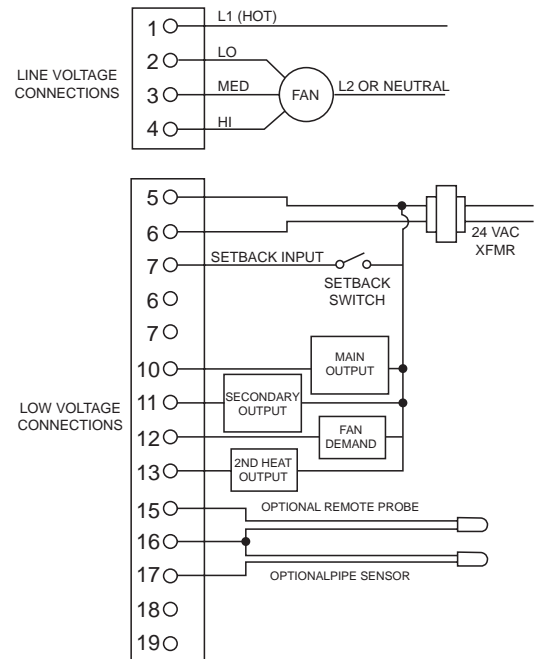 1 L1 (HOT)
2 LO
LINE VOLTAGE
CONNECTIONS
3 MED FAN L2 OR NEUTRAL
4 HI
5
6
24 VAC
XFMR
7 SETBACK INPUT
SETBACK
SWITCH
6
7
10 MAIN
OUTPUT
11 SECONDARY
OUTPUT
LOW VOLTAGE
CONNECTIONS
12 FAN
DEMAND
13 2ND HEAT
OUTPUT
15 OPTIONAL REMOTE PROBE
16
17 OPTIONALPIPE SENSOR
18
19